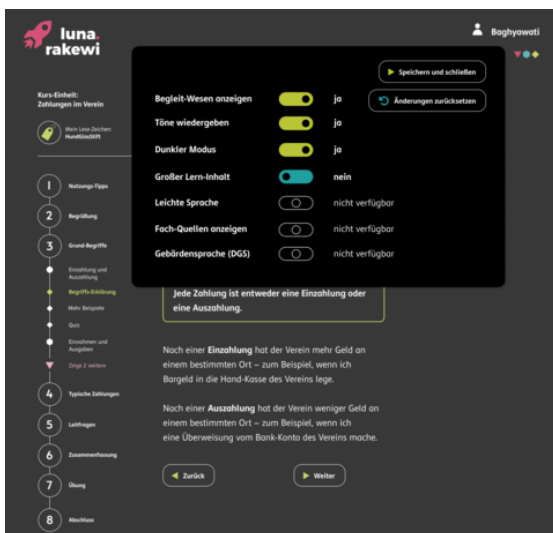 luna.
rakewi
Baghyawati
Speichern und schließen
Änderungen zurücksetzen
Begleit-Wesen anzeigen ja
Töne wiedergeben ja
Dunkler Modus ja
Großer Lern-Inhalt nein
Leichte Sprache nicht verfügbar
Fach-Quellen anzeigen nicht verfügbar
Gebärdensprache (DGS) nicht verfügbar
Kurs-Einheit:
Zahlungen im Verein
Mein Lese-Zeichen:
HundGlasStift
1 Nutzungs-Tipps
2 Begrüßung
3 Grund-Begriffe
Einzahlung und
Auszahlung
Begriffs-Erklärung
Mehr Beispiele
Quiz
Einnahmen und
Ausgaben
Zeige 2 weitere
4 Typische Zahlungen
5 Leitfragen
6 Zusammenfassung
7 Übung
8 Abschluss
Jede Zahlung ist entweder eine Einzahlung oder
eine Auszahlung.
Nach einer Einzahlung hat der Verein mehr Geld an
einem bestimmten Ort – zum Beispiel, wenn ich
Bargeld in die Hand-Kasse des Vereins lege.
Nach einer Auszahlung hat der Verein weniger Geld an
einem bestimmten Ort – zum Beispiel, wenn ich
eine Überweisung vom Bank-Konto des Vereins mache.
Zurück
Weiter